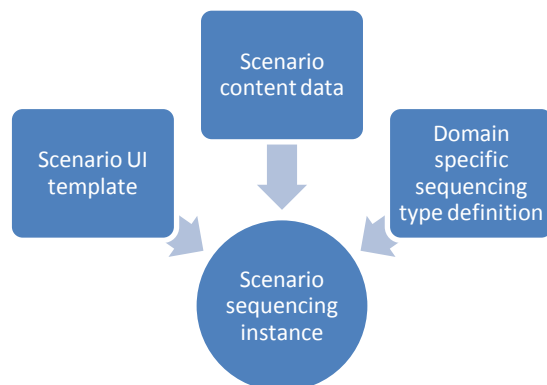 Scenario
content data
Scenario UI
template
Domain
specific
sequencing
type definition
Scenario
sequencing
instance